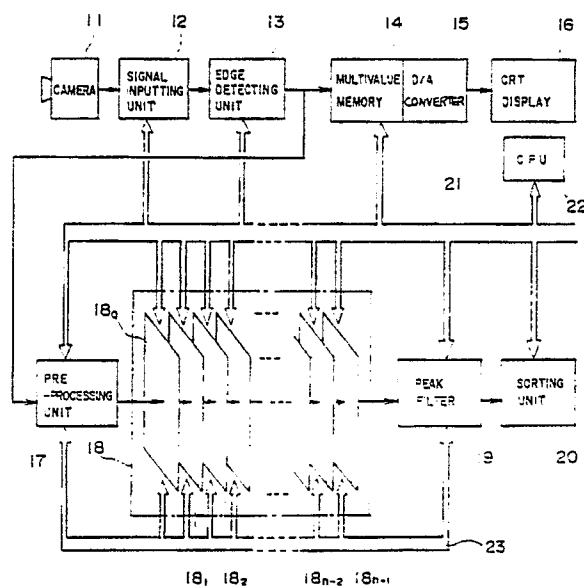 11 12 13 14 15 16
CAMERA
SIGNAL
INPUTTING
UNIT
EDGE
DETECTING
UNIT
MULTIVALUE
MEMORY
D/A
CONVERTER
CRT
DISPLAY
21
CPU
22
18a
PRE
-PROCESSING
UNIT
PEAK
FILTER
SORTING
UNIT
17
18
9
20
23
18₁ 18₂ 18n-2 18n-1